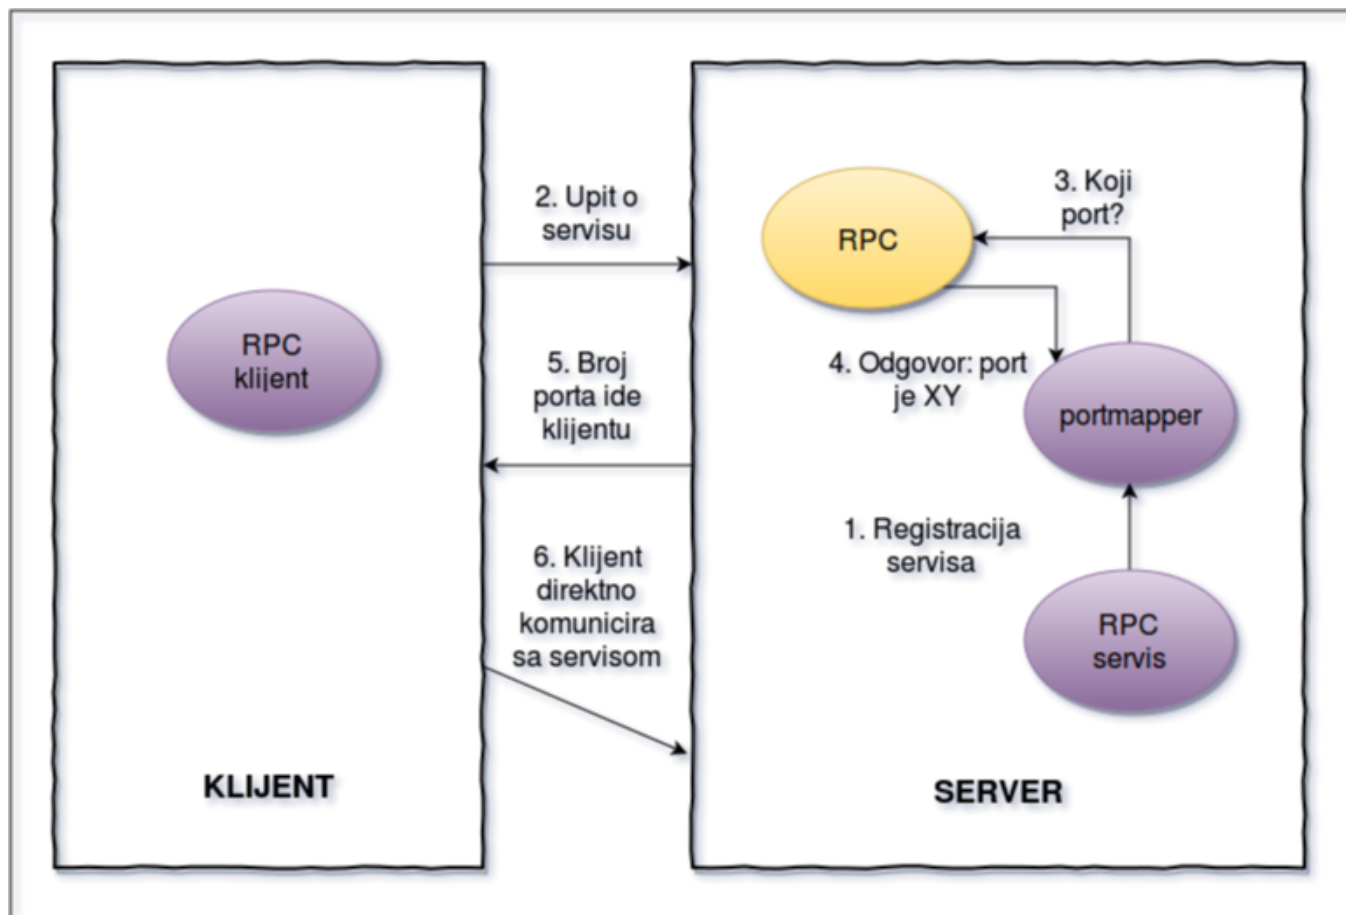 2. Upit o
servisu
RPC
klijent
5. Broj
porta ide
klijentu
6. Klijent
direktno
komunicira
sa servisom
KLIJENT
3. Koji
port?
RPC
4. Odgovor: port
je XY
portmapper
1. Registracija
servisa
RPC
servis
SERVER